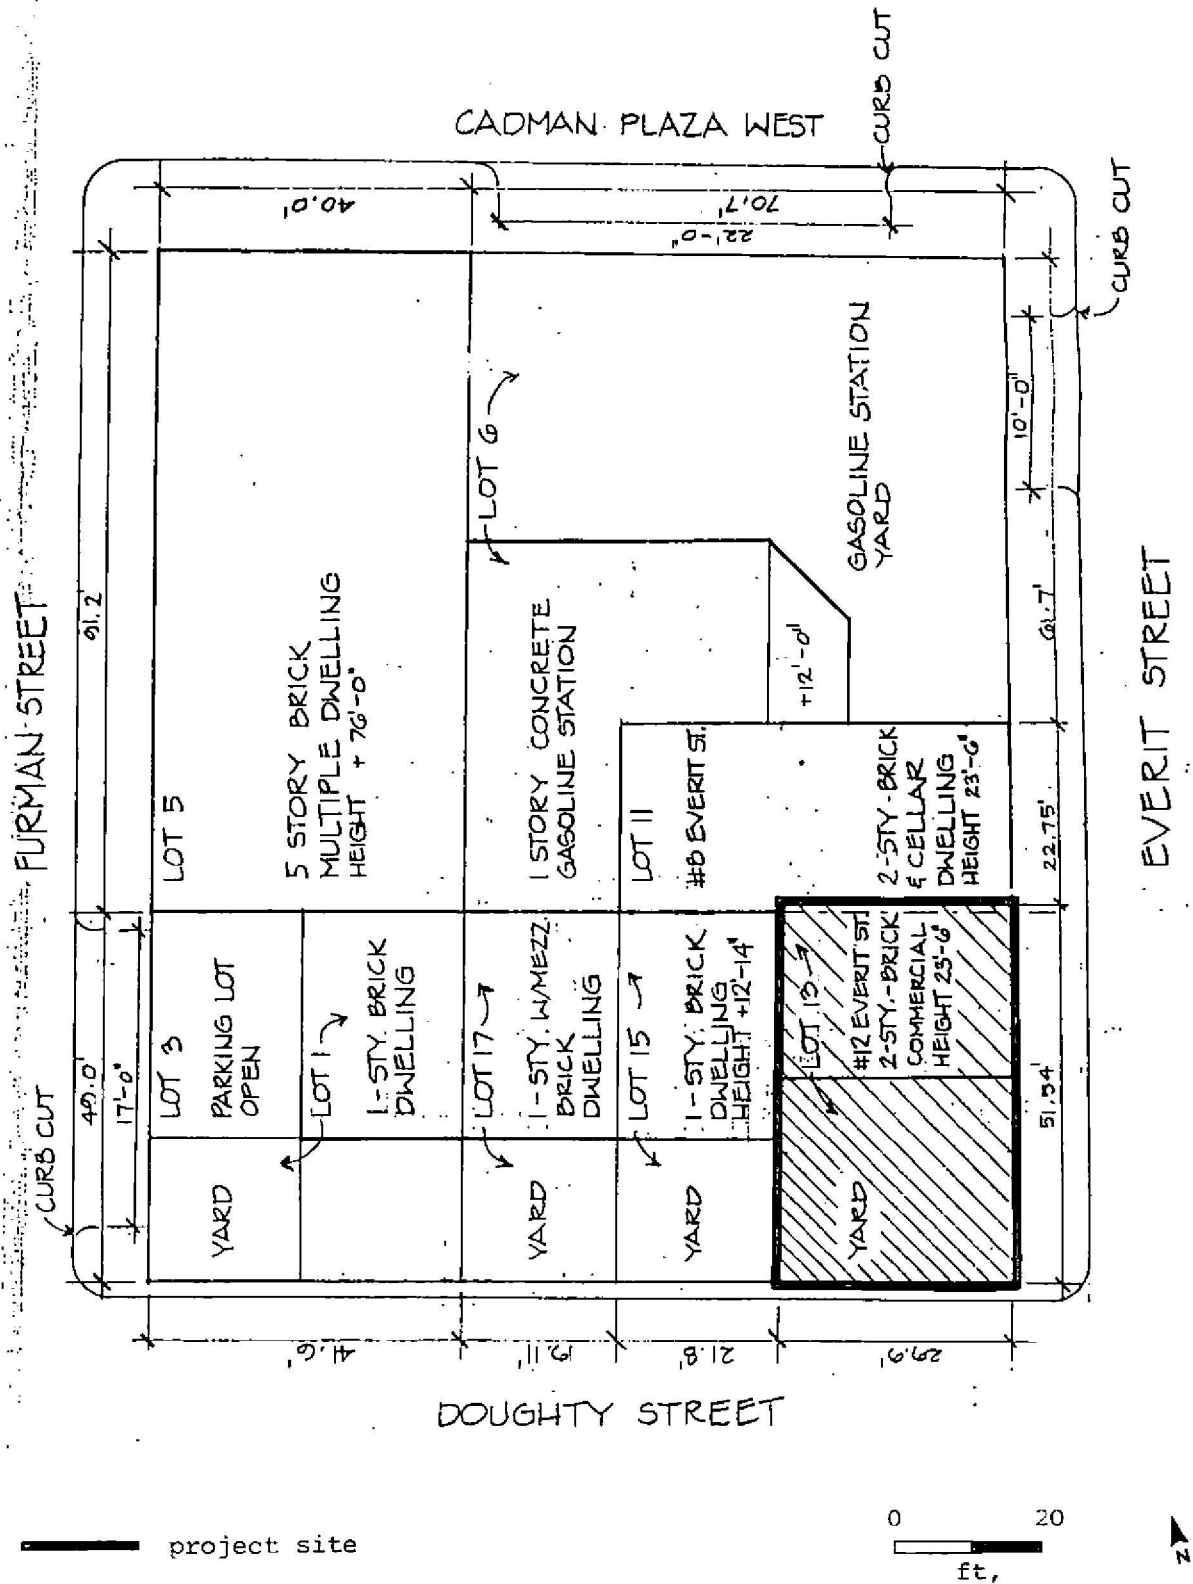 CADMAN PLAZA WEST
CURB CUT
CURB CUT
40.0'
70.7'
22'-0"
FURMAN STREET
91.2'
LOT 5
5 STORY BRICK
MULTIPLE DWELLING
HEIGHT + 76'-0"
LOT 6
1 STORY CONCRETE
GASOLINE STATION
GASOLINE STATION
YARD
+12'-0"
10'-0"
61.7'
EVERIT STREET
LOT 11
#8 EVERIT ST.
2-STY-BRICK
& CELLAR
DWELLING
HEIGHT 23'-6"
22.75'
CURB CUT
49.0'
17'-0"
LOT 3
PARKING LOT
OPEN
LOT 1
1-STY. BRICK
DWELLING
LOT 17
1-STY. W/MEZZ.
BRICK
DWELLING
LOT 15
1-STY. BRICK
DWELLING
HEIGHT +12'-14"
LOT 13
#12 EVERIT ST.
2-STY.-BRICK
COMMERCIAL
HEIGHT 23'-6"
51.34'
YARD
YARD
YARD
YARD
41.6'
19.11'
21.8'
29.9'
DOUGHTY STREET
project site
0 20
ft,
N